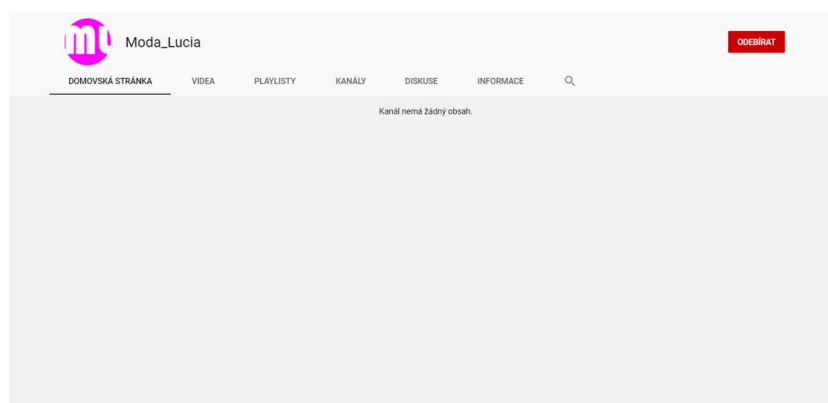 Moda_Lucia
ODEBÍRAT
DOMOVSKÁ STRÁNKA VIDEA PLAYLISTY KANÁLY DISKUSE INFORMACE
Kanál nemá žádný obsah.